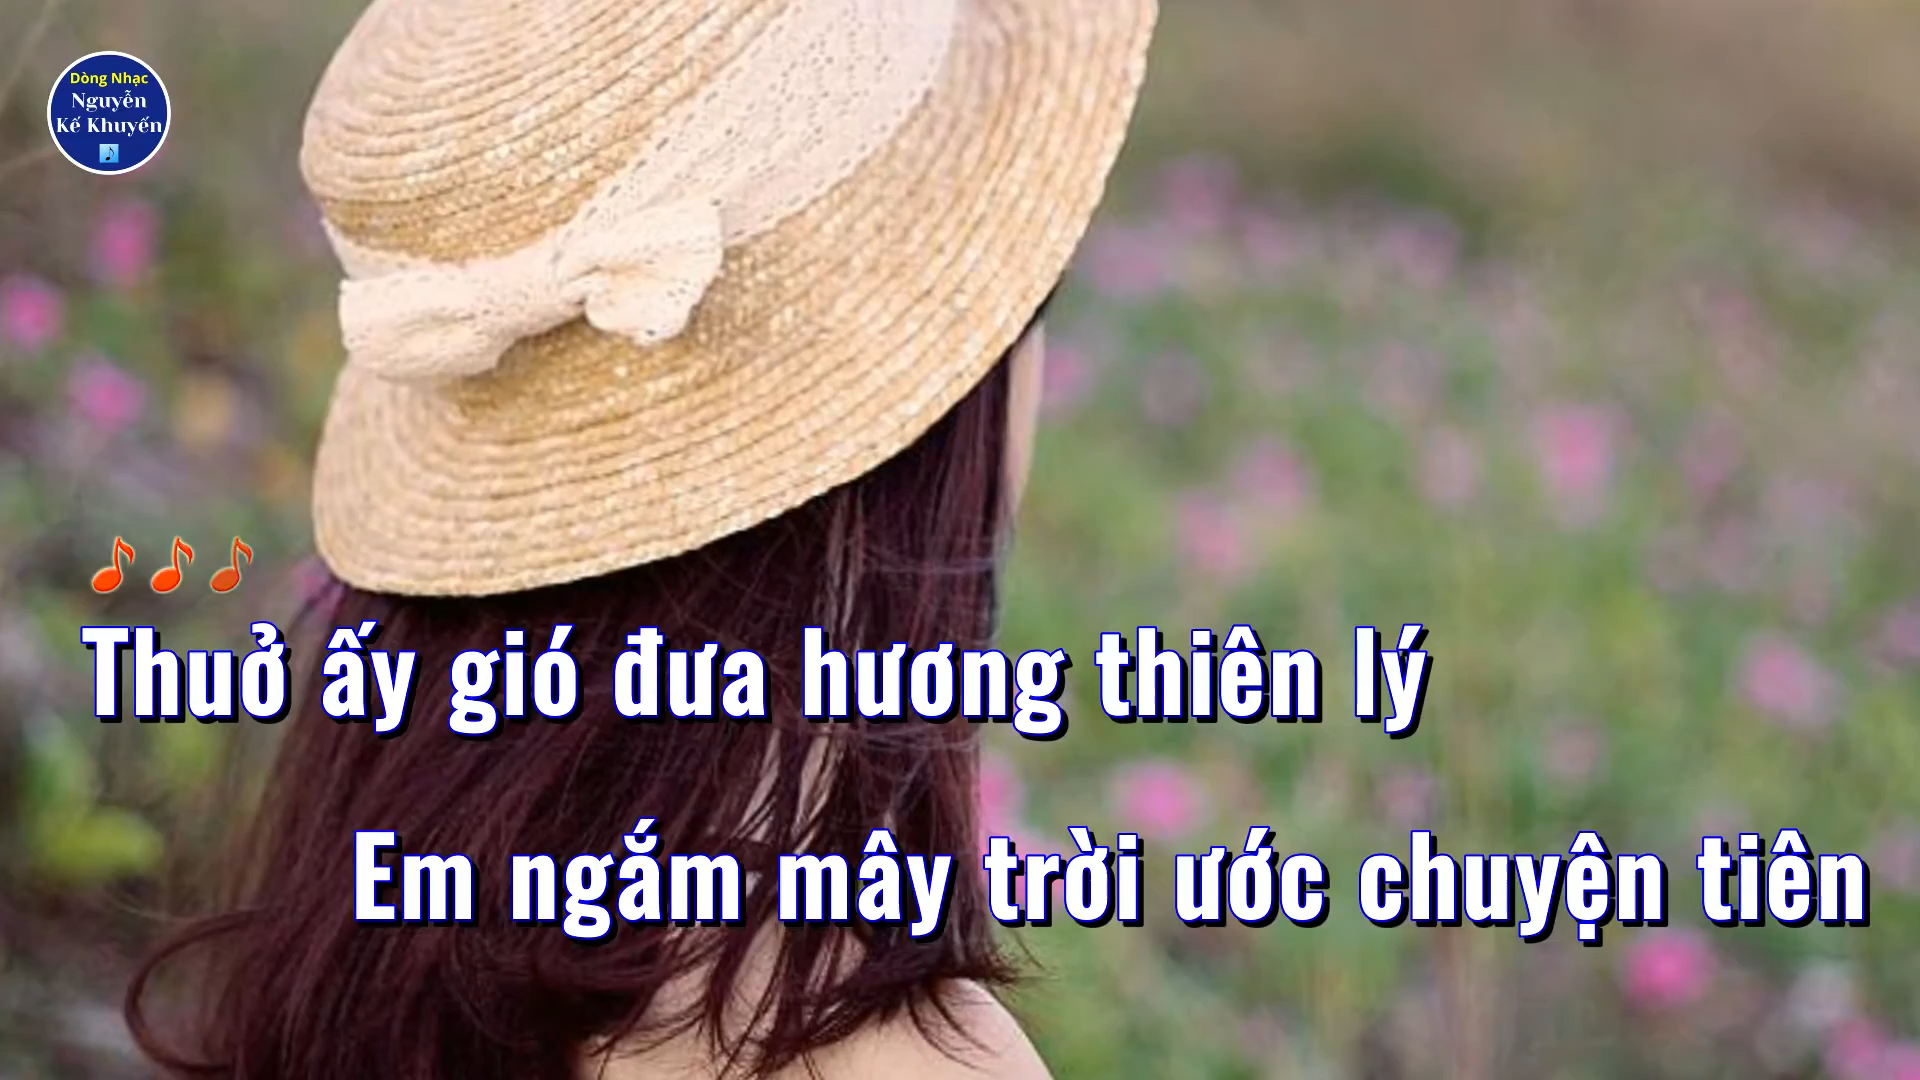 Dòng Nhạc
Nguyễn
Kế Khuyến
Thuở ấy gió đưa hương thiên lý
Em ngắm mây trời ước chuyện tiên